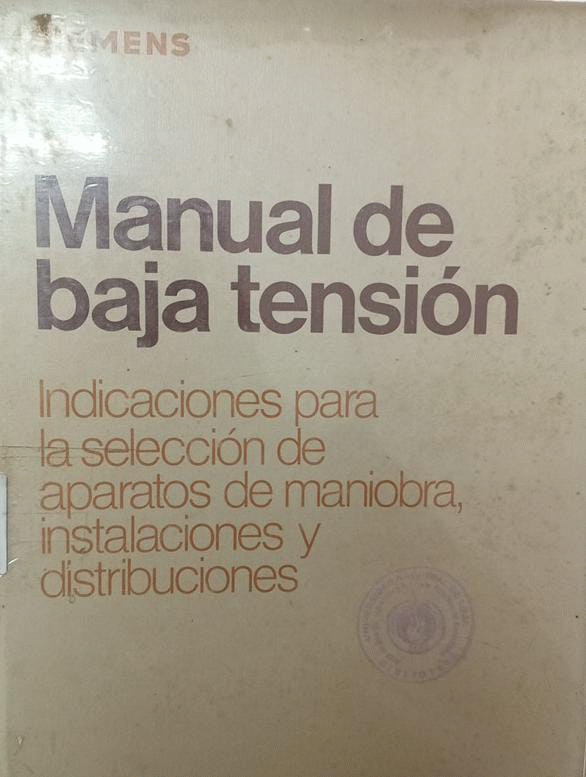 SIEMENS
Manual de
baja tensión
Indicaciones para
la selección de
aparatos de maniobra,
instalaciones y
distribuciones